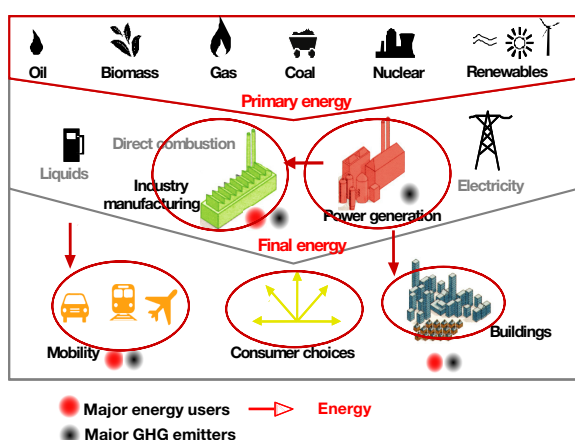 Oil Biomass Gas Coal Nuclear Renewables
Primary energy
Direct combustion
Liquids
Industry
manufacturing
Power generation
Electricity
Final energy
Mobility
Consumer choices
Buildings
Major energy users
Energy
Major GHG emitters